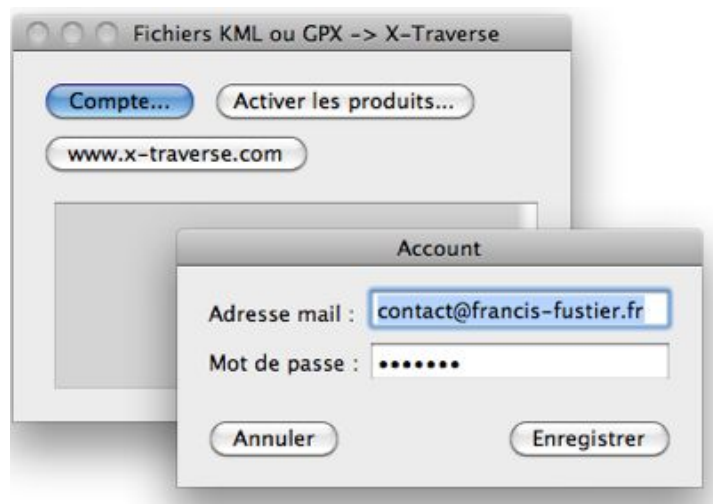 Fichiers KML ou GPX -> X-Traverse
Compte... Activer les produits...
www.x-traverse.com
Account
Adresse mail : contact@francis-fustier.fr
Mot de passe : •••••••
Annuler Enregistrer